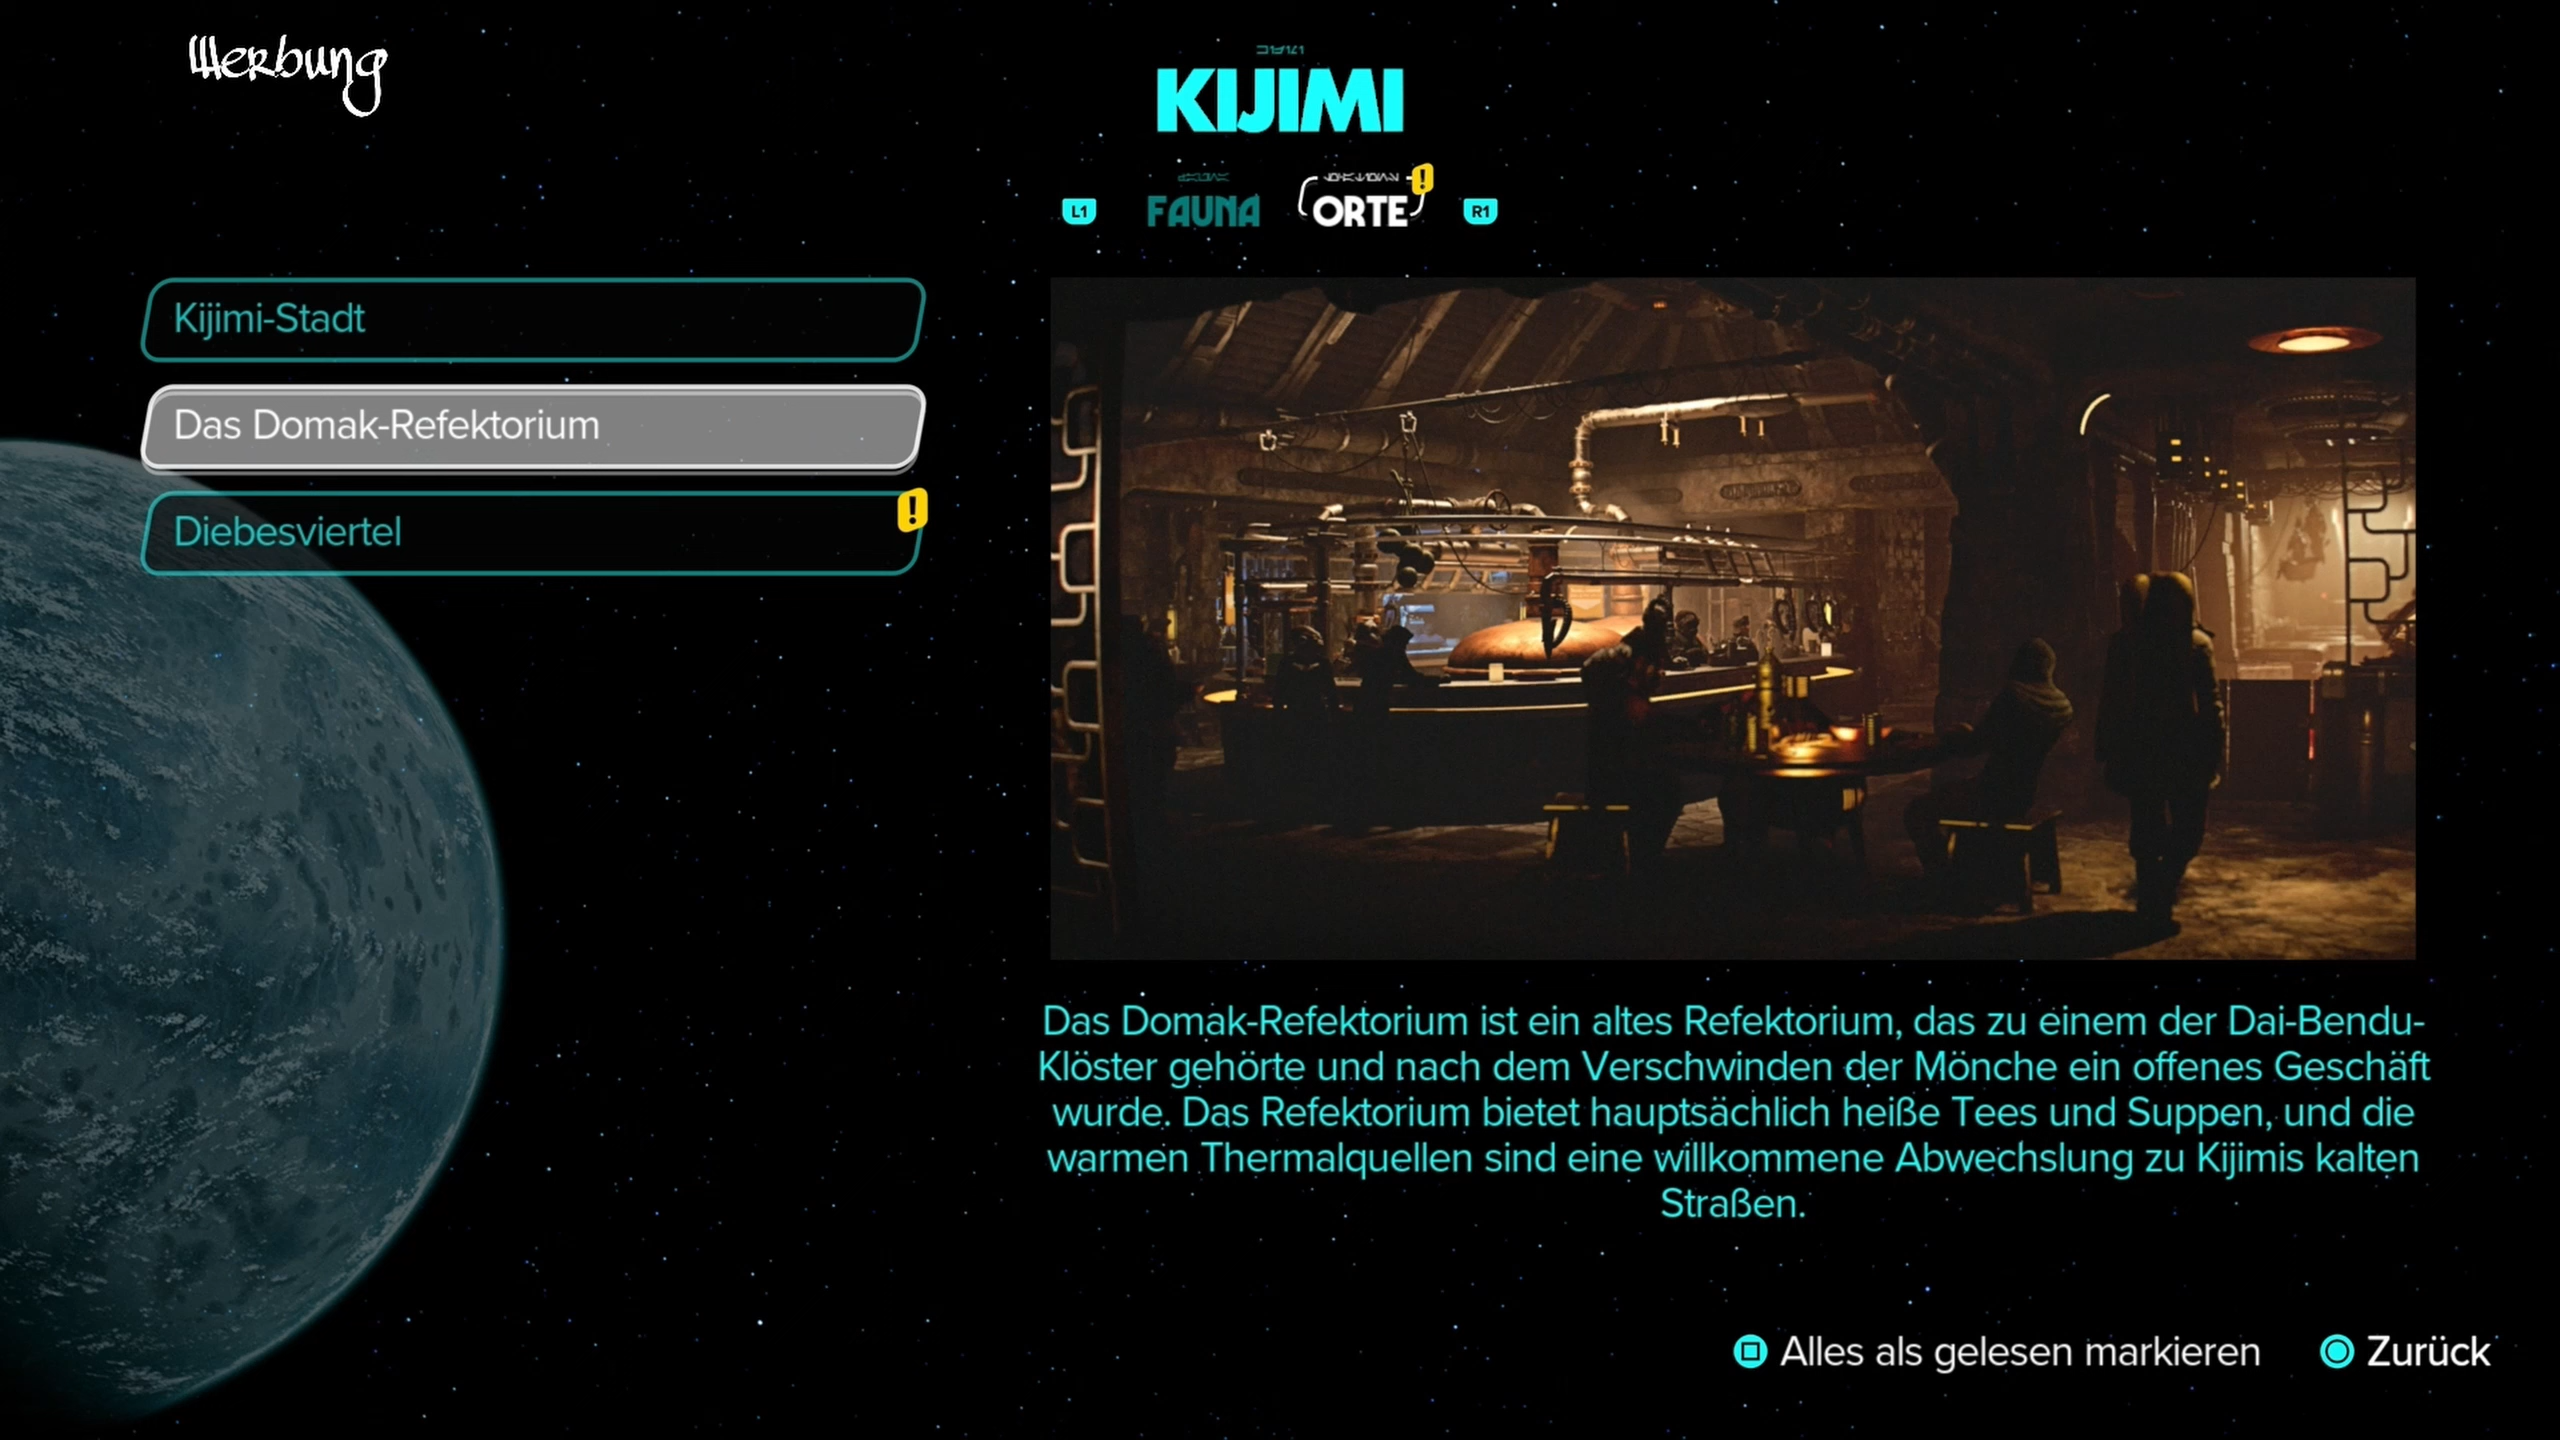 Werbung
KIJIMI
L1
FAUNA
ORTE
!
R1
Kijimi-Stadt
Das Domak-Refektorium
Diebesviertel
!
Das Domak-Refektorium ist ein altes Refektorium, das zu einem der Dai-Bendu-
Klöster gehörte und nach dem Verschwinden der Mönche ein offenes Geschäft
wurde. Das Refektorium bietet hauptsächlich heiße Tees und Suppen, und die
warmen Thermalquellen sind eine willkommene Abwechslung zu Kijimis kalten
Straßen.
Alles als gelesen markieren
Zurück